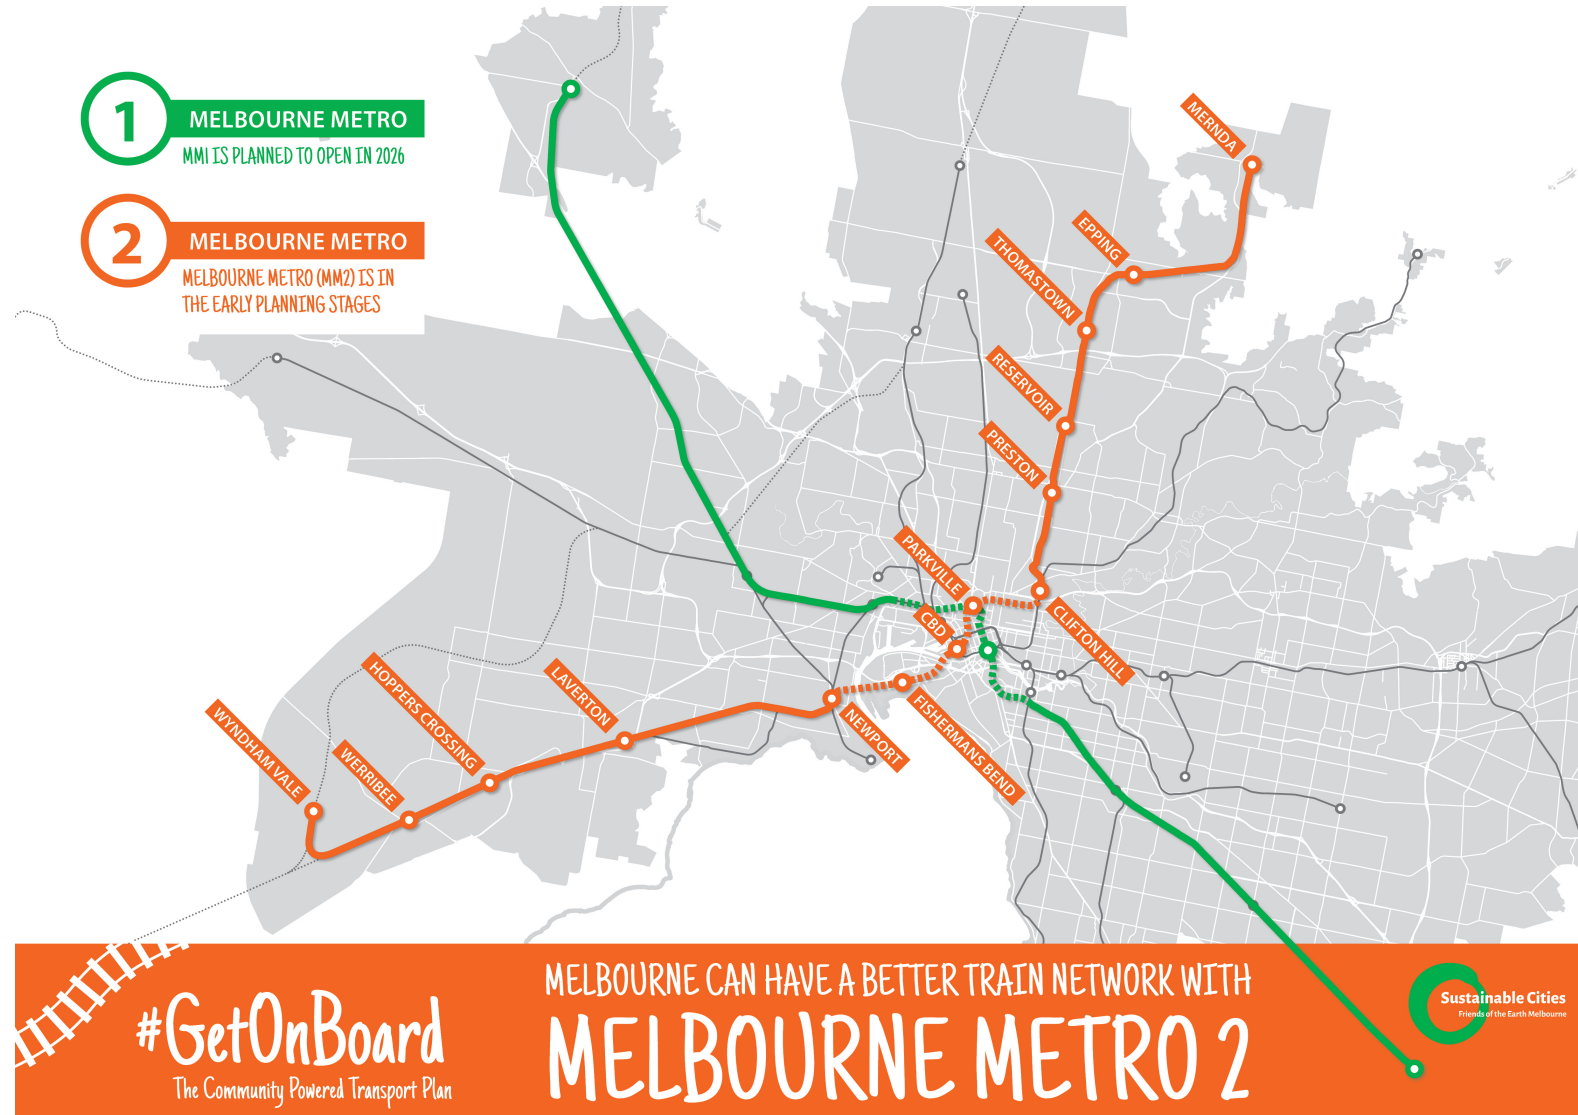 1
MELBOURNE METRO
MM1 IS PLANNED TO OPEN IN 2026
2
MELBOURNE METRO
MELBOURNE METRO (MM2) IS IN
THE EARLY PLANNING STAGES
MERNDA
EPPING
THOMASTOWN
RESERVOIR
PRESTON
PARKVILLE
CBD
CLIFTON HILL
FISHERMANS BEND
NEWPORT
LAVERTON
HOPPERS CROSSING
WERRIBEE
WYNDHAM VALE
#GetOnBoard
The Community Powered Transport Plan
MELBOURNE CAN HAVE A BETTER TRAIN NETWORK WITH
MELBOURNE METRO 2
Sustainable Cities
Friends of the Earth Melbourne